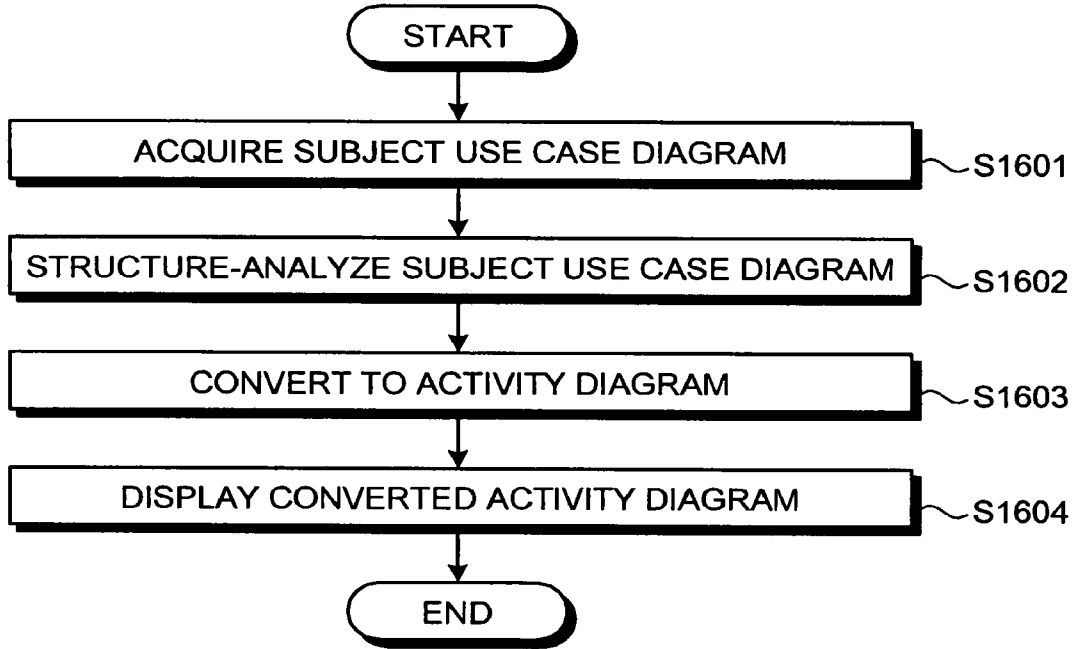 START
ACQUIRE SUBJECT USE CASE DIAGRAM
S1601
STRUCTURE-ANALYZE SUBJECT USE CASE DIAGRAM
S1602
CONVERT TO ACTIVITY DIAGRAM
S1603
DISPLAY CONVERTED ACTIVITY DIAGRAM
S1604
END